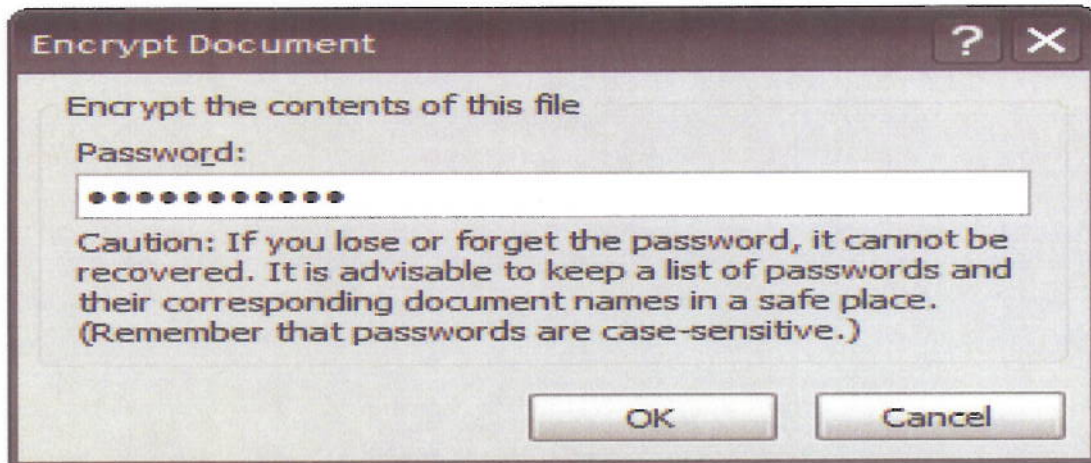 Encrypt Document
? X
Encrypt the contents of this file
Password:
●●●●●●●●●●●
Caution: If you lose or forget the password, it cannot be
recovered. It is advisable to keep a list of passwords and
their corresponding document names in a safe place.
(Remember that passwords are case-sensitive.)
OK Cancel